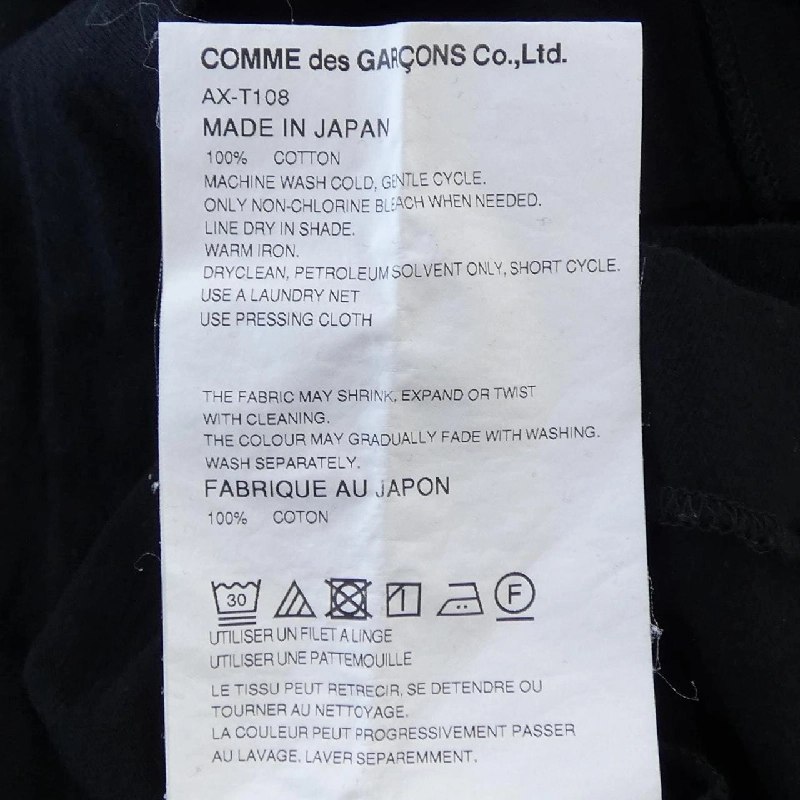 COMME des GARÇONS Co.,Ltd.
AX-T108
MADE IN JAPAN
100% COTTON
MACHINE WASH COLD, GENTLE CYCLE.
ONLY NON-CHLORINE BLEACH WHEN NEEDED.
LINE DRY IN SHADE.
WARM IRON.
DRYCLEAN, PETROLEUM SOLVENT ONLY, SHORT CYCLE.
USE A LAUNDRY NET
USE PRESSING CLOTH
THE FABRIC MAY SHRINK, EXPAND OR TWIST
WITH CLEANING.
THE COLOUR MAY GRADUALLY FADE WITH WASHING.
WASH SEPARATELY.
FABRIQUE AU JAPON
100% COTON
30 F
UTILISER UN FILET A LINGE
UTILISER UNE PATTEMOUILLE
LE TISSU PEUT RETRECIR, SE DETENDRE OU
TOURNER AU NETTOYAGE.
LA COULEUR PEUT PROGRESSIVEMENT PASSER
AU LAVAGE. LAVER SEPAREMMENT.